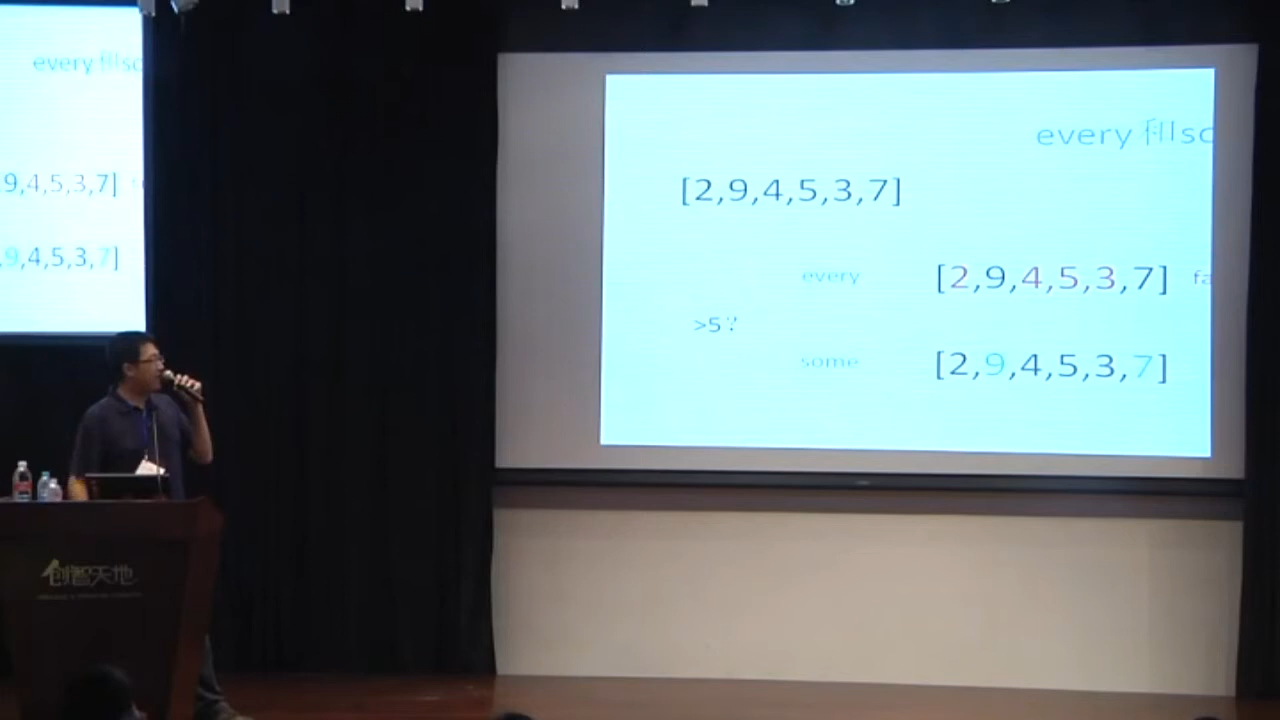 every 和so
[2,9,4,5,3,7]
every [2,9,4,5,3,7] fa
>5?
some [2,9,4,5,3,7]
every 和so
9,4,5,3,7]
,9,4,5,3,7]
创智天地